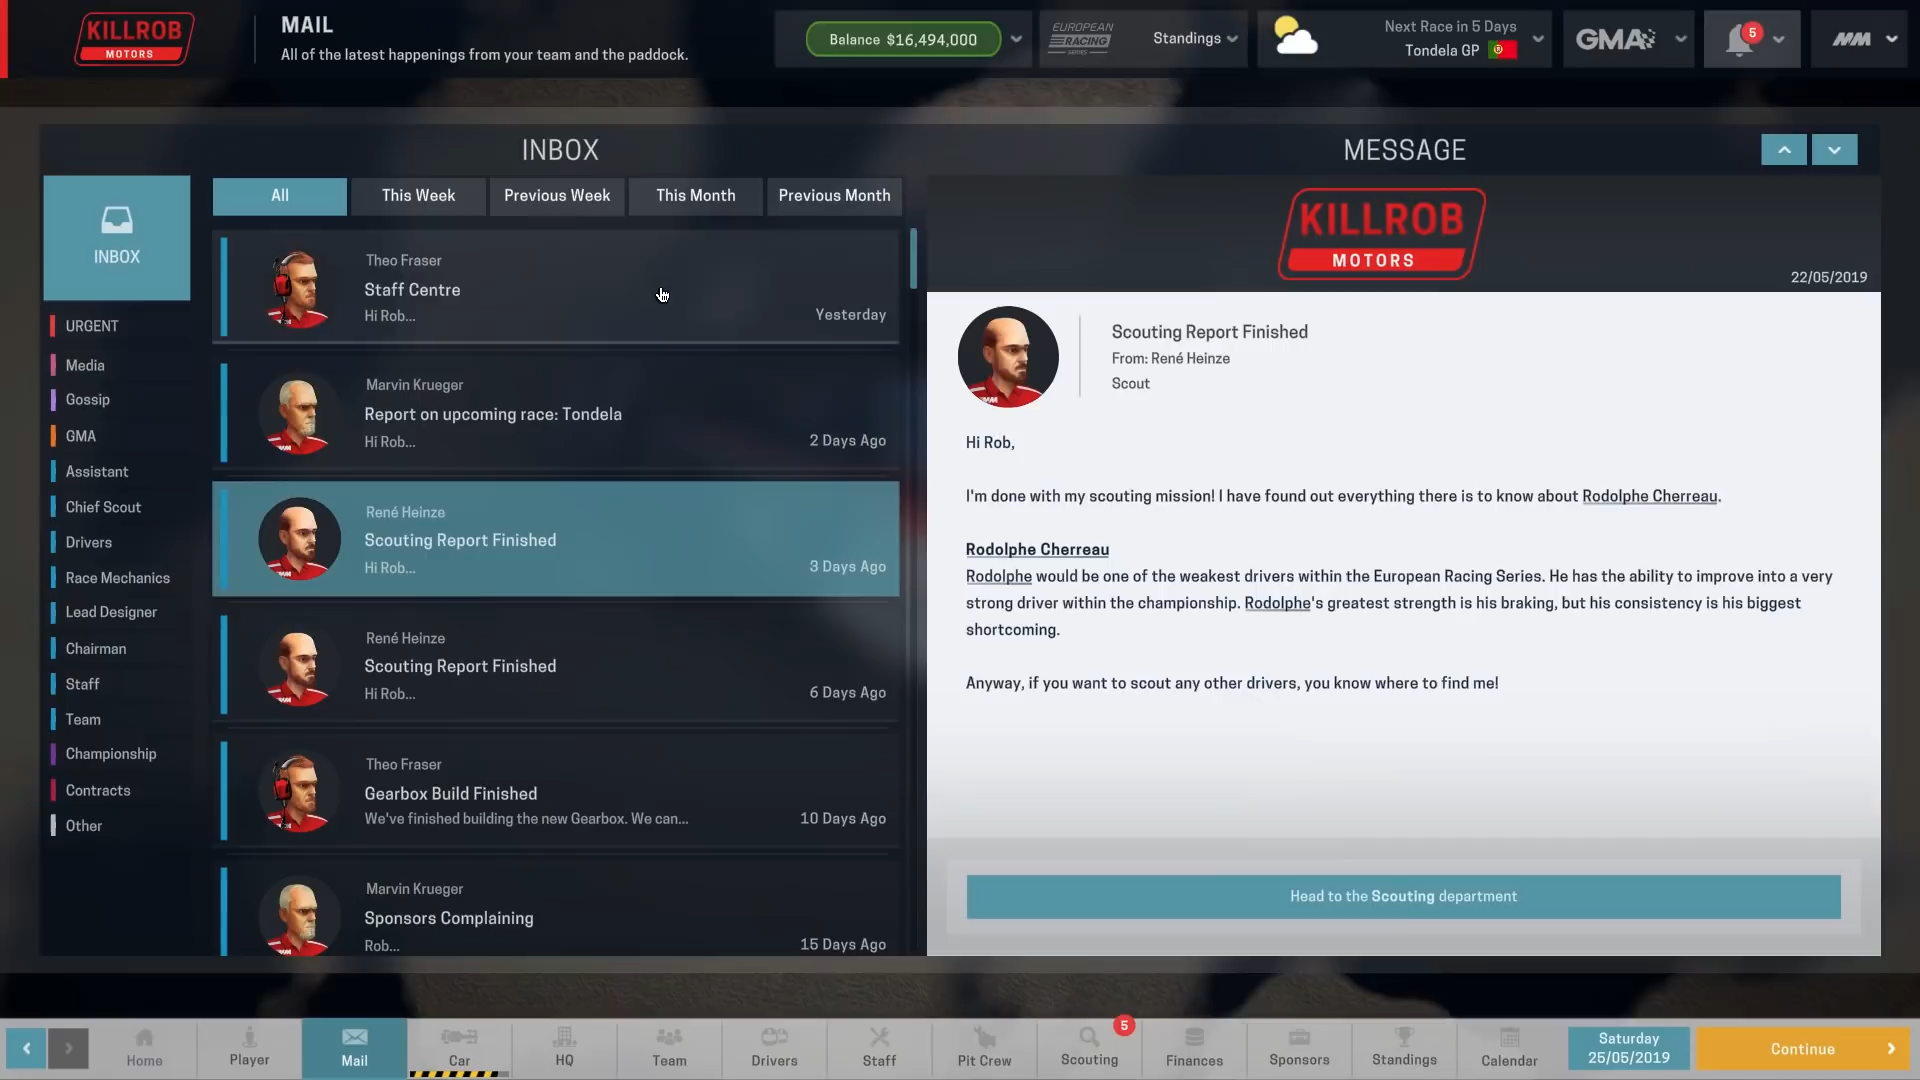 KILLROB
MOTORS
MAIL
All of the latest happenings from your team and the paddock.
Balance $16,494,000
EUROPEAN
RACING
SERIES
Standings
Next Race in 5 Days
Tondela GP
GMA
5
INBOX
MESSAGE
INBOX
All
This Week
Previous Week
This Month
Previous Month
URGENT
Media
Gossip
GMA
Assistant
Chief Scout
Drivers
Race Mechanics
Lead Designer
Chairman
Staff
Team
Championship
Contracts
Other
Theo Fraser
Staff Centre
Hi Rob...
Yesterday
Marvin Krueger
Report on upcoming race: Tondela
Hi Rob...
2 Days Ago
René Heinze
Scouting Report Finished
Hi Rob...
3 Days Ago
René Heinze
Scouting Report Finished
Hi Rob...
6 Days Ago
Theo Fraser
Gearbox Build Finished
We've finished building the new Gearbox. We can...
10 Days Ago
Marvin Krueger
Sponsors Complaining
Rob...
15 Days Ago
KILLROB
MOTORS
22/05/2019
Scouting Report Finished
From: René Heinze
Scout
Hi Rob,
I'm done with my scouting mission! I have found out everything there is to know about Rodolphe Cherreau.
Rodolphe Cherreau
Rodolphe would be one of the weakest drivers within the European Racing Series. He has the ability to improve into a very
strong driver within the championship. Rodolphe's greatest strength is his braking, but his consistency is his biggest
shortcoming.
Anyway, if you want to scout any other drivers, you know where to find me!
Head to the Scouting department
Home
Player
Mail
Car
HQ
Team
Drivers
Staff
Pit Crew
Scouting
5
Finances
Sponsors
Standings
Calendar
Saturday
25/05/2019
Continue